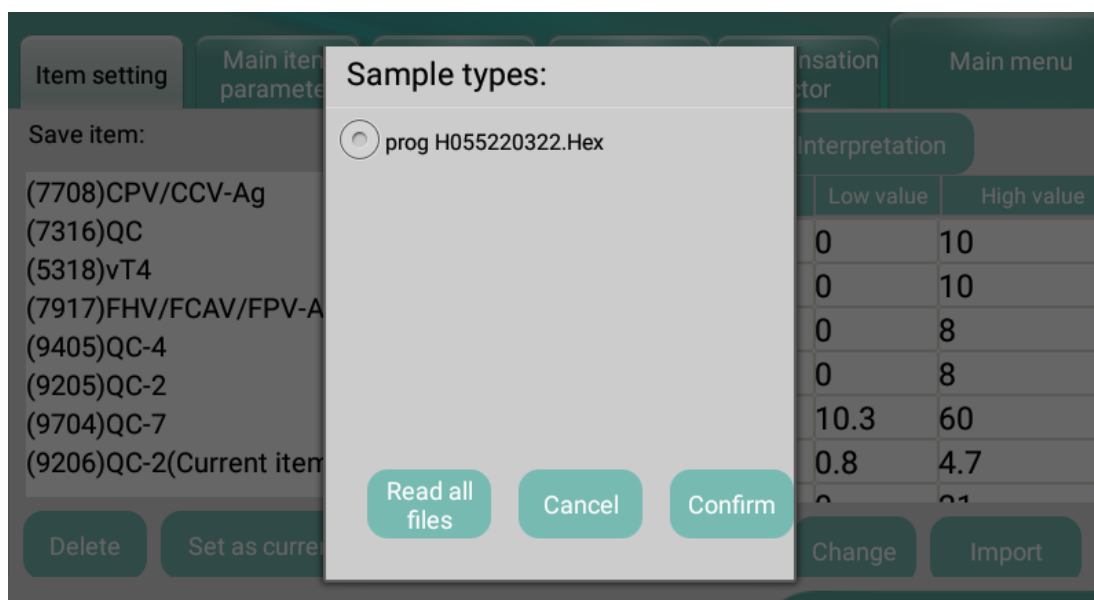 Item setting
Main iten
paramete
nsation
tor
Main menu
Sample types:
prog H055220322.Hex
Save item:
Interpretation
(7708)CPV/CCV-Ag
(7316)QC
(5318)vT4
(7917)FHV/FCAV/FPV-A
(9405)QC-4
(9205)QC-2
(9704)QC-7
(9206)QC-2(Current item
Low value
High value
0
10
0
10
0
8
0
8
10.3
60
0.8
4.7
Read all
files
Cancel
Confirm
Delete
Set as curre
Change
Import